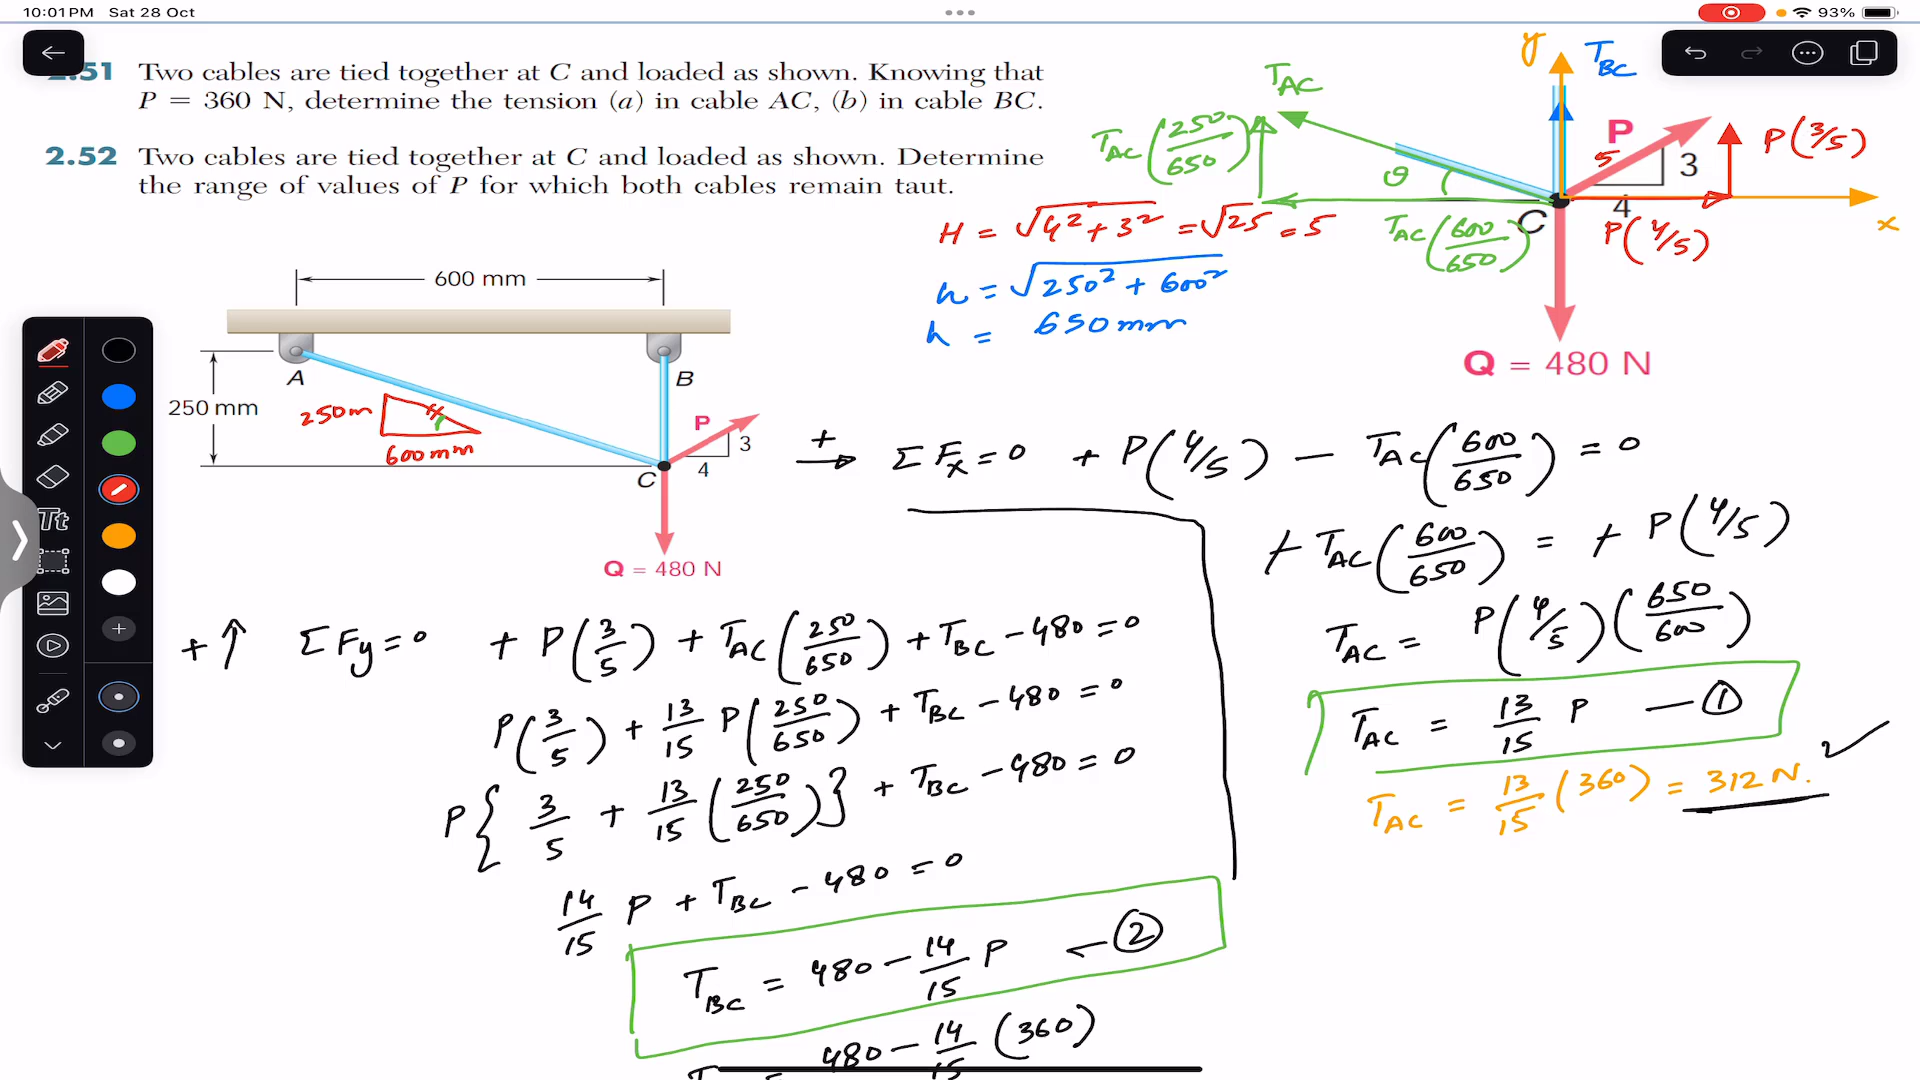 10:01 PM Sat 28 Oct
93%
2.51 Two cables are tied together at C and loaded as shown. Knowing that
P = 360 N, determine the tension (a) in cable AC, (b) in cable BC.
2.52 Two cables are tied together at C and loaded as shown. Determine
the range of values of P for which both cables remain taut.
y
T_BC
T_AC
T_AC (250/650)
P
5
3
P(3/5)
θ
C
4
x
T_AC (600/650)
P(4/5)
Q = 480 N
H = √4² + 3² = √25 = 5
h = √250² + 600²
h = 650 mm
600 mm
A
B
250 mm
250m
h
600mm
P
3
4
C
Q = 480 N
Tt
+→ ΣFx = 0 + P(4/5) − T_AC (600/650) = 0
+ T_AC (600/650) = + P(4/5)
T_AC = P(4/5)(650/600)
T_AC = 13/15 P — ①
T_AC = 13/15 (360) = 312 N.
+↑ ΣFy = 0 + P(3/5) + T_AC (250/650) + T_BC − 480 = 0
P(3/5) + 13/15 P(250/650) + T_BC − 480 = 0
P{3/5 + 13/15 (250/650)} + T_BC − 480 = 0
14/15 P + T_BC − 480 = 0
T_BC = 480 − 14/15 P — ②
480 − 14/15 (360)